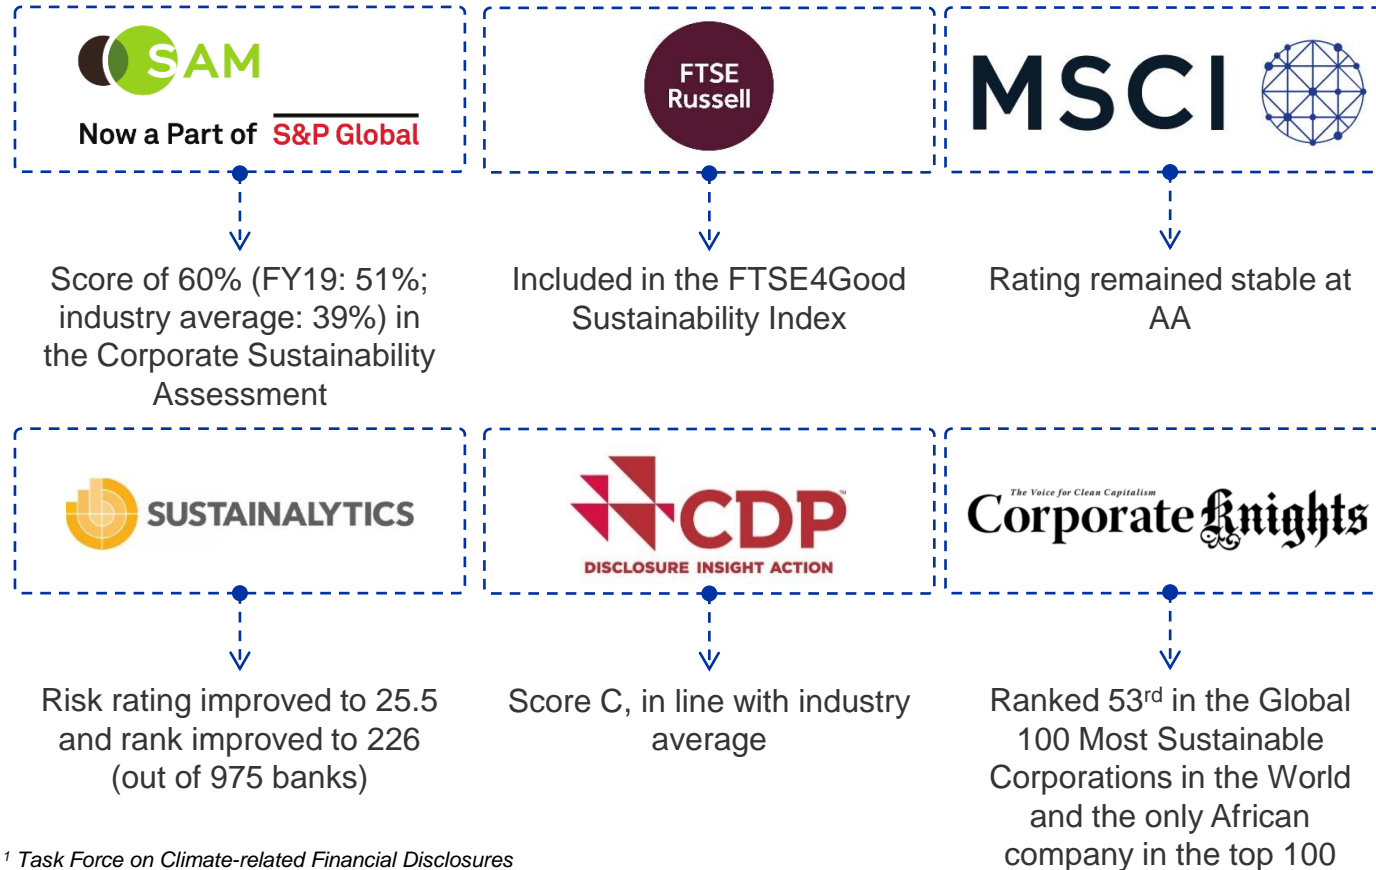 SAM
Now a Part of S&P Global
FTSE
Russell
MSCI
Score of 60% (FY19: 51%;
industry average: 39%) in
the Corporate Sustainability
Assessment
Included in the FTSE4Good
Sustainability Index
Rating remained stable at
AA
SUSTAINALYTICS
CDP™
DISCLOSURE INSIGHT ACTION
The Voice for Clean Capitalism
Corporate Knights
Risk rating improved to 25.5
and rank improved to 226
(out of 975 banks)
Score C, in line with industry
average
Ranked 53rd in the Global
100 Most Sustainable
Corporations in the World
and the only African
company in the top 100
1 Task Force on Climate-related Financial Disclosures